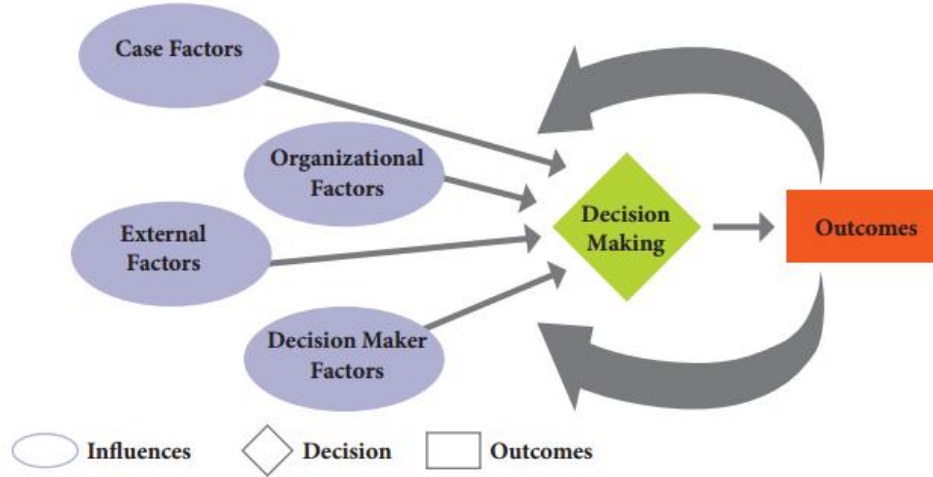 Case Factors
Organizational
Factors
External
Factors
Decision Maker
Factors
Decision
Making
Outcomes
Influences
Decision
Outcomes